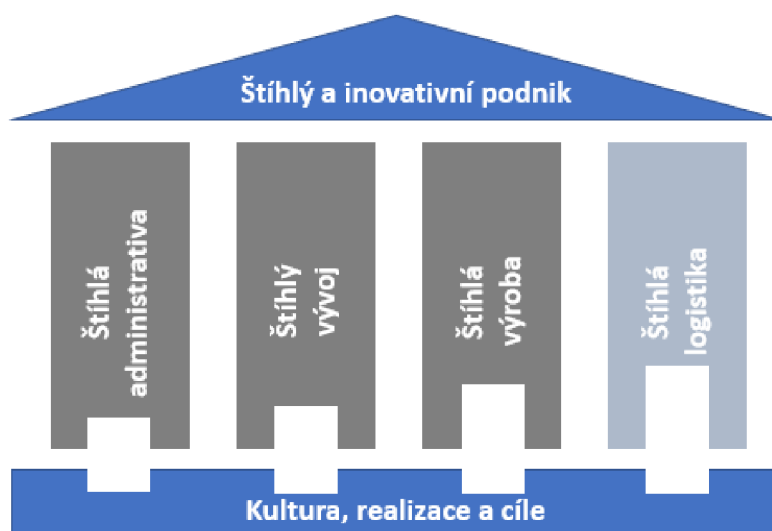 Štíhlý a inovativní podnik
Štíhlá
administrativa
Štíhlý
vývoj
Štíhlá
výroba
Štíhlá
logistika
Kultura, realizace a cíle